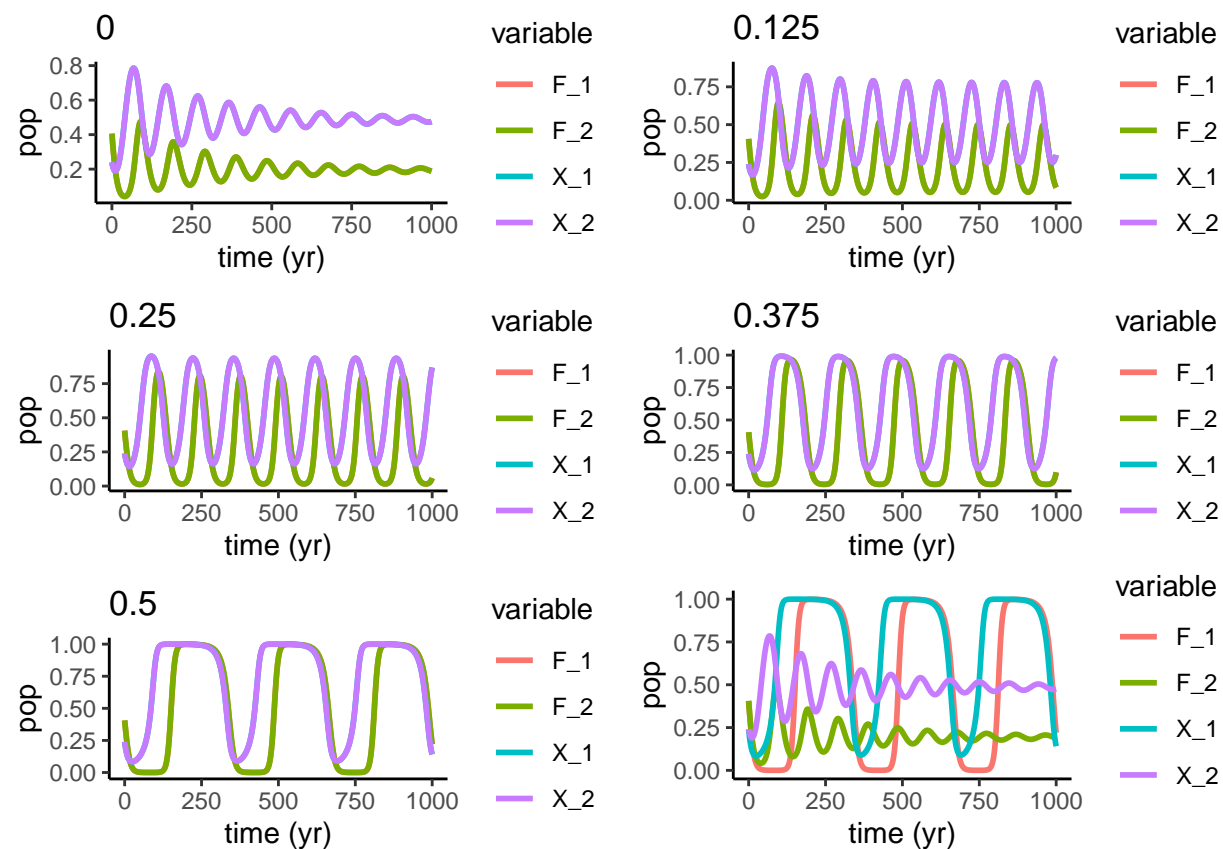 0
variable
pop
0.8
0.6
0.4
0.2
F_1
F_2
X_1
X_2
0 250 500 750 1000
time (yr)
0.125
variable
pop
0.75
0.50
0.25
0.00
F_1
F_2
X_1
X_2
0 250 500 750 1000
time (yr)
0.25
variable
pop
0.75
0.50
0.25
0.00
F_1
F_2
X_1
X_2
0 250 500 750 1000
time (yr)
0.375
variable
pop
1.00
0.75
0.50
0.25
0.00
F_1
F_2
X_1
X_2
0 250 500 750 1000
time (yr)
0.5
variable
pop
1.00
0.75
0.50
0.25
0.00
F_1
F_2
X_1
X_2
0 250 500 750 1000
time (yr)
variable
pop
1.00
0.75
0.50
0.25
0.00
F_1
F_2
X_1
X_2
0 250 500 750 1000
time (yr)